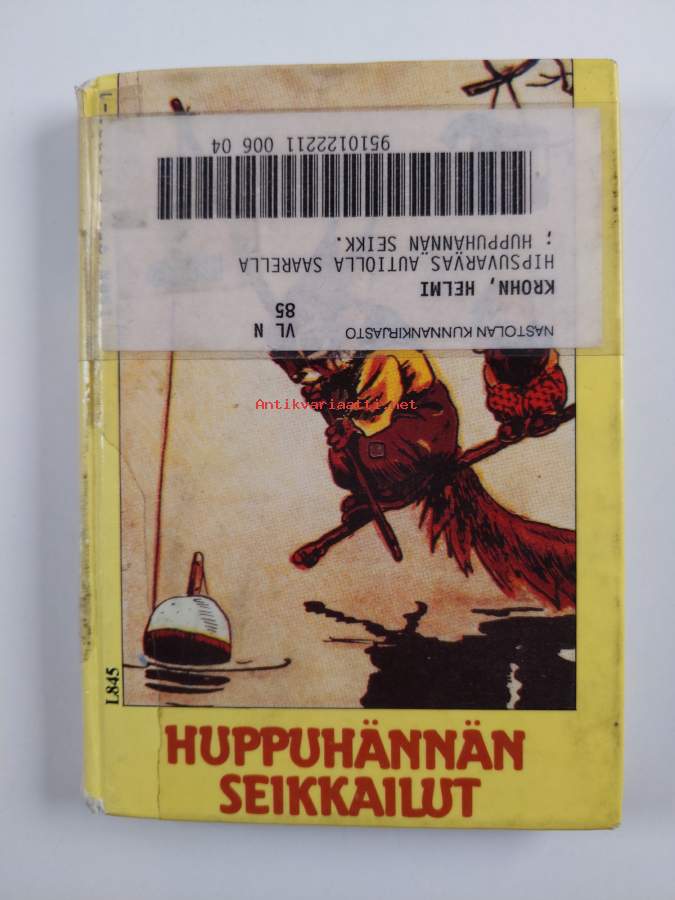 NASTOLAN KUNNANKIRJASTO VL N
85
KROHN, HELMI
HIPSUVARVAS AUTIOLLA SAARELLA
; HUPPUHÄNNÄN SEIKK.
9510122211 006 04
Antikvariaatti.net
L845
HUPPUHÄNNÄN
SEIKKAILUT